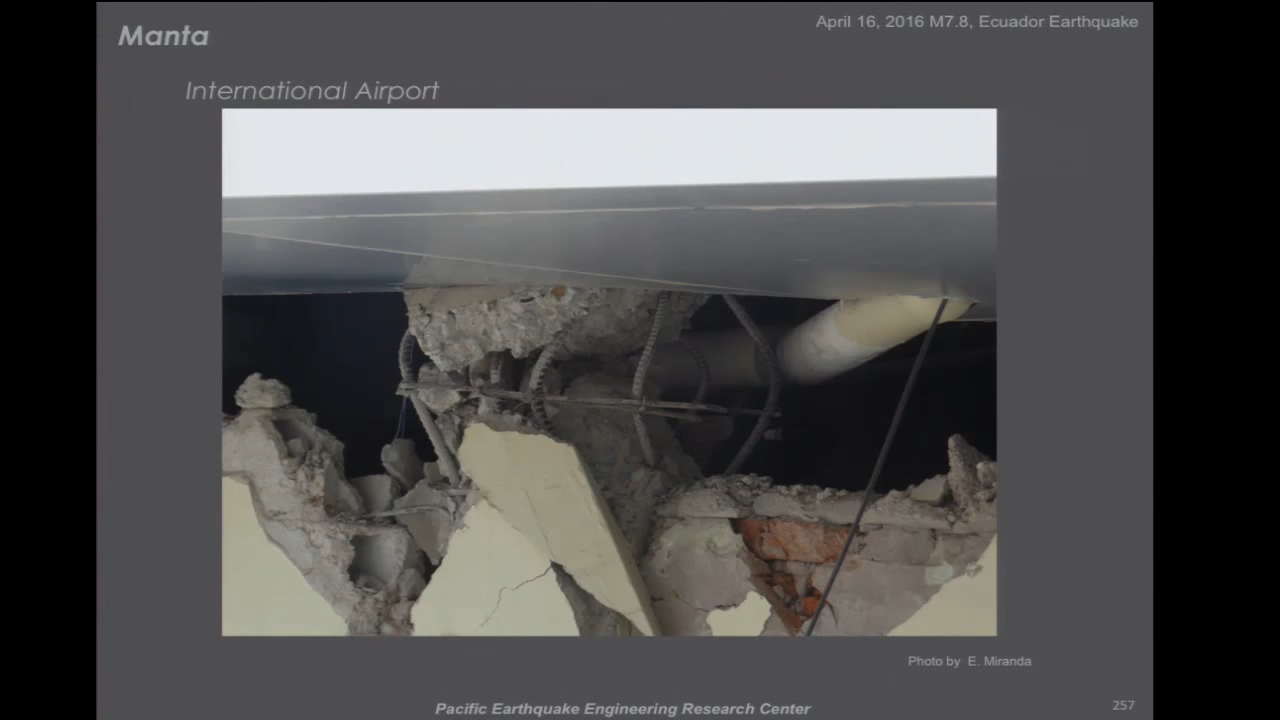 April 16, 2016 M7.8, Ecuador Earthquake
Manta
International Airport
Photo by E. Miranda
Pacific Earthquake Engineering Research Center
257